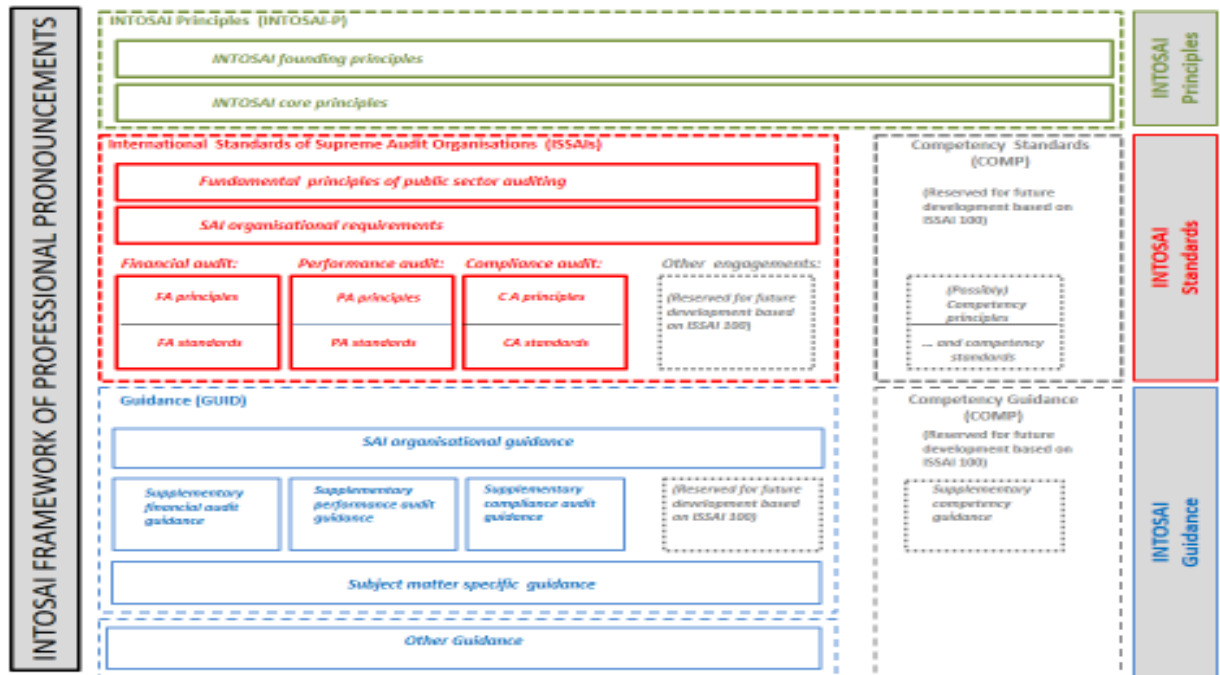 INTOSAI FRAMEWORK OF PROFESSIONAL PRONOUNCEMENTS
INTOSAI Principles (INTOSAI-P)
INTOSAI founding principles
INTOSAI core principles
INTOSAI
Principles
International Standards of Supreme Audit Organisations (ISSAIs)
Fundamental principles of public sector auditing
SAI organisational requirements
Financial audit:
FA principles
FA standards
Performance audit:
PA principles
PA standards
Compliance audit:
CA principles
CA standards
Other engagements:
(Reserved for future
development based
on ISSAI 100)
Competency Standards
(COMP)
(Reserved for future
development based on
ISSAI 100)
(Possibly)
Competency
principles
... and competency
standards
INTOSAI
Standards
Guidance (GUID)
SAI organisational guidance
Supplementary
financial audit
guidance
Supplementary
performance audit
guidance
Supplementary
compliance audit
guidance
(Reserved for future
development based
on ISSAI 100)
Subject matter specific guidance
Other Guidance
Competency Guidance
(COMP)
(Reserved for future
development based on
ISSAI 100)
Supplementary
competency
guidance
INTOSAI
Guidance